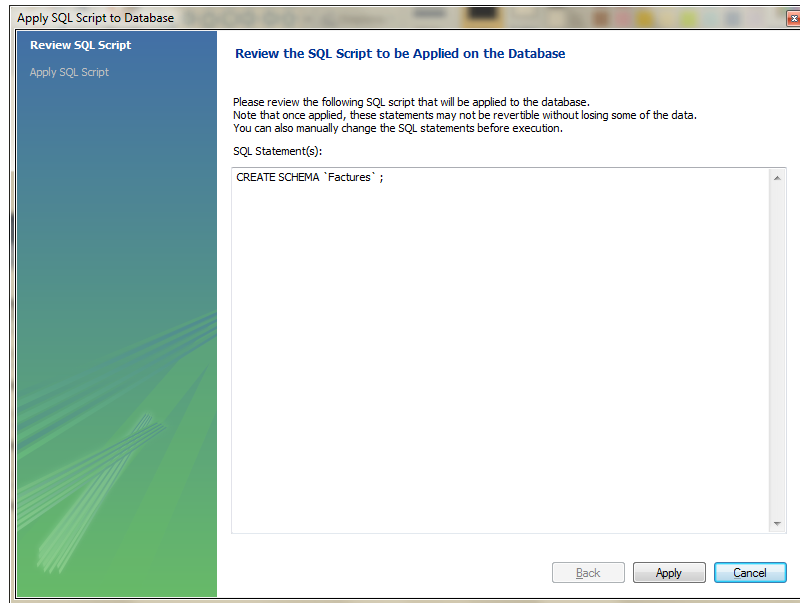 Apply SQL Script to Database
Review SQL Script
Apply SQL Script
Review the SQL Script to be Applied on the Database
Please review the following SQL script that will be applied to the database.
Note that once applied, these statements may not be revertible without losing some of the data.
You can also manually change the SQL statements before execution.
SQL Statement(s):
CREATE SCHEMA `Factures` ;
Back
Apply
Cancel